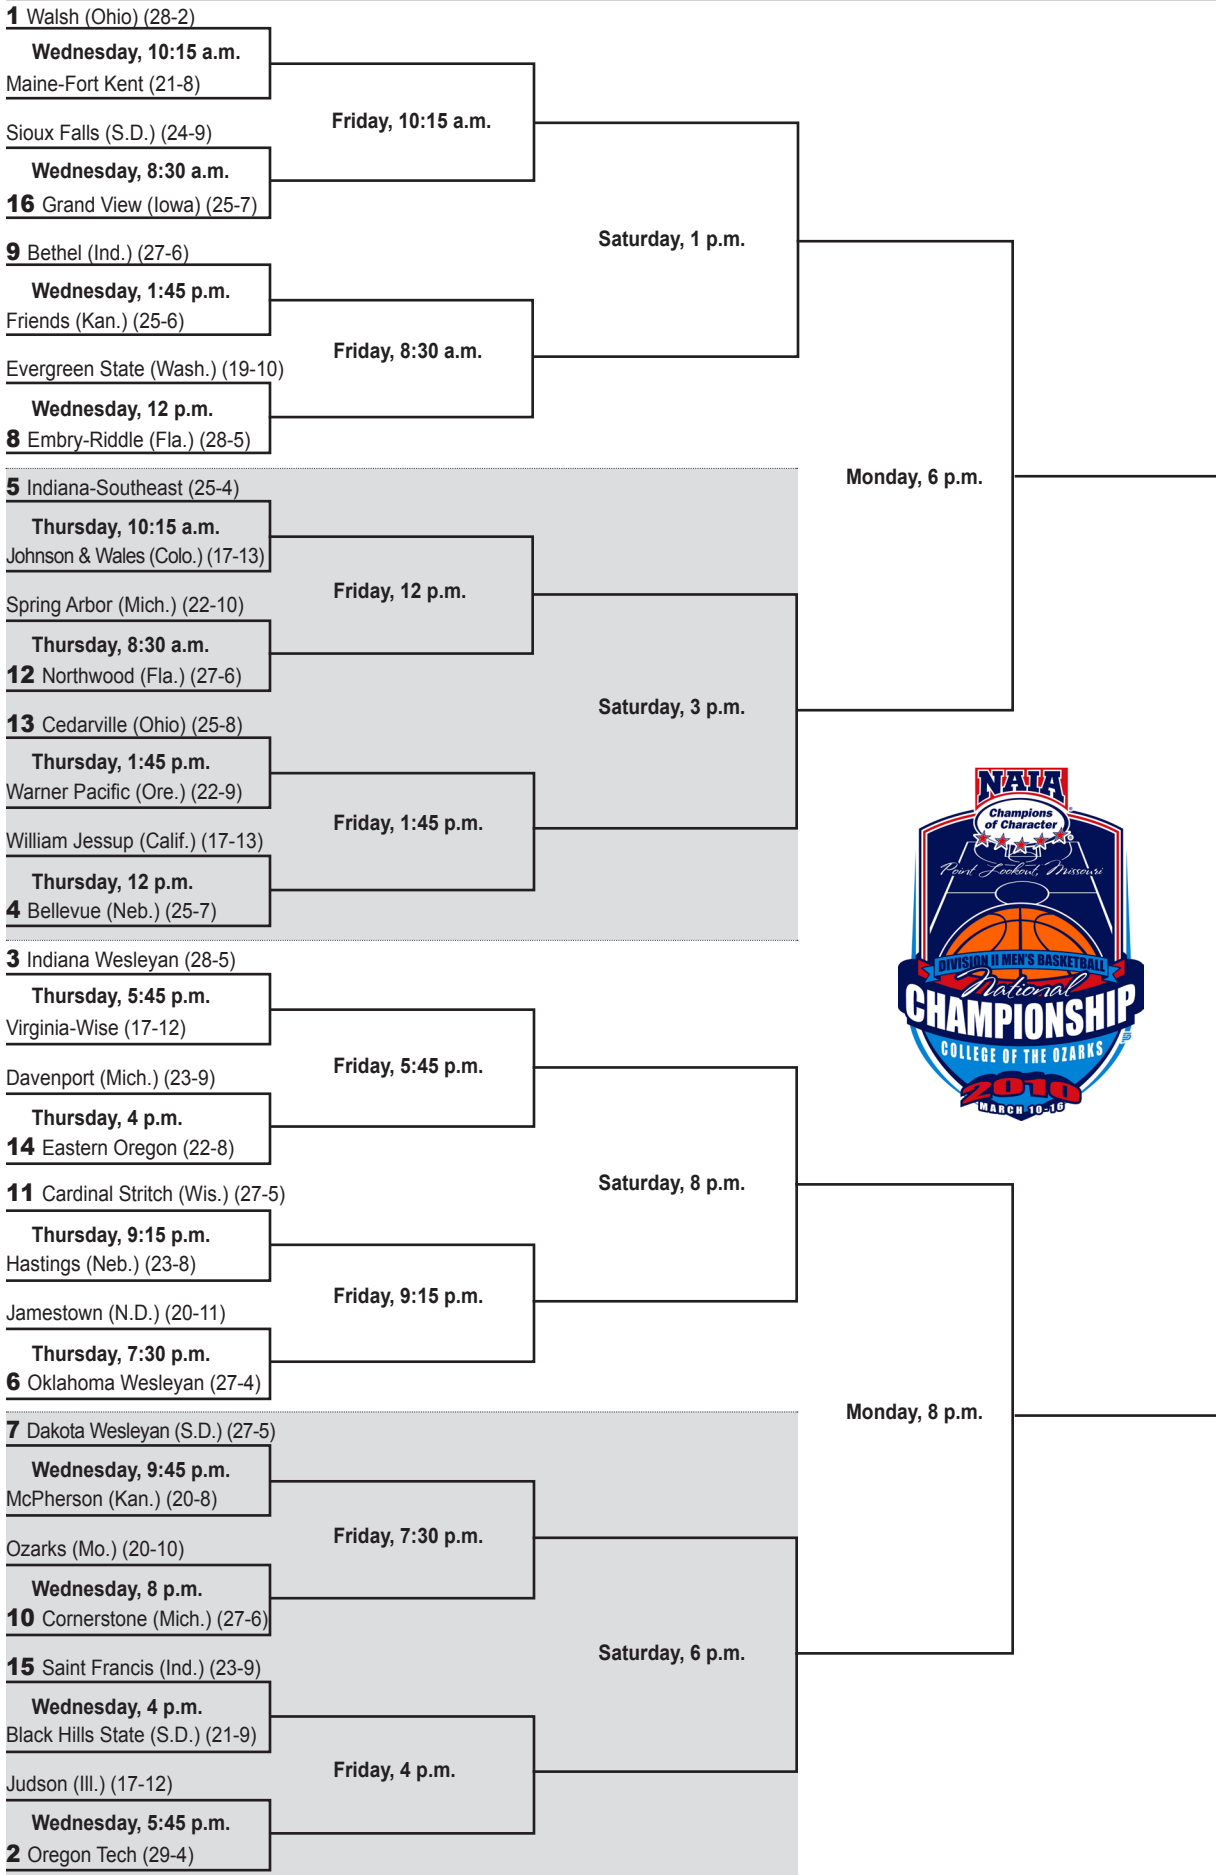 1 Walsh (Ohio) (28-2)
Wednesday, 10:15 a.m.
Maine-Fort Kent (21-8)
Friday, 10:15 a.m.
Sioux Falls (S.D.) (24-9)
Wednesday, 8:30 a.m.
16 Grand View (Iowa) (25-7)
Saturday, 1 p.m.
9 Bethel (Ind.) (27-6)
Wednesday, 1:45 p.m.
Friends (Kan.) (25-6)
Friday, 8:30 a.m.
Evergreen State (Wash.) (19-10)
Wednesday, 12 p.m.
8 Embry-Riddle (Fla.) (28-5)
Monday, 6 p.m.
5 Indiana-Southeast (25-4)
Thursday, 10:15 a.m.
Johnson & Wales (Colo.) (17-13)
Friday, 12 p.m.
Spring Arbor (Mich.) (22-10)
Thursday, 8:30 a.m.
12 Northwood (Fla.) (27-6)
Saturday, 3 p.m.
13 Cedarville (Ohio) (25-8)
Thursday, 1:45 p.m.
Warner Pacific (Ore.) (22-9)
Friday, 1:45 p.m.
William Jessup (Calif.) (17-13)
Thursday, 12 p.m.
4 Bellevue (Neb.) (25-7)
NAIA
Champions
of Character
Point Lookout, Missouri
DIVISION II MEN'S BASKETBALL
National
CHAMPIONSHIP
COLLEGE OF THE OZARKS
2010
MARCH 10-16
3 Indiana Wesleyan (28-5)
Thursday, 5:45 p.m.
Virginia-Wise (17-12)
Friday, 5:45 p.m.
Davenport (Mich.) (23-9)
Thursday, 4 p.m.
14 Eastern Oregon (22-8)
Saturday, 8 p.m.
11 Cardinal Stritch (Wis.) (27-5)
Thursday, 9:15 p.m.
Hastings (Neb.) (23-8)
Friday, 9:15 p.m.
Jamestown (N.D.) (20-11)
Thursday, 7:30 p.m.
6 Oklahoma Wesleyan (27-4)
Monday, 8 p.m.
7 Dakota Wesleyan (S.D.) (27-5)
Wednesday, 9:45 p.m.
McPherson (Kan.) (20-8)
Friday, 7:30 p.m.
Ozarks (Mo.) (20-10)
Wednesday, 8 p.m.
10 Cornerstone (Mich.) (27-6)
Saturday, 6 p.m.
15 Saint Francis (Ind.) (23-9)
Wednesday, 4 p.m.
Black Hills State (S.D.) (21-9)
Friday, 4 p.m.
Judson (Ill.) (17-12)
Wednesday, 5:45 p.m.
2 Oregon Tech (29-4)